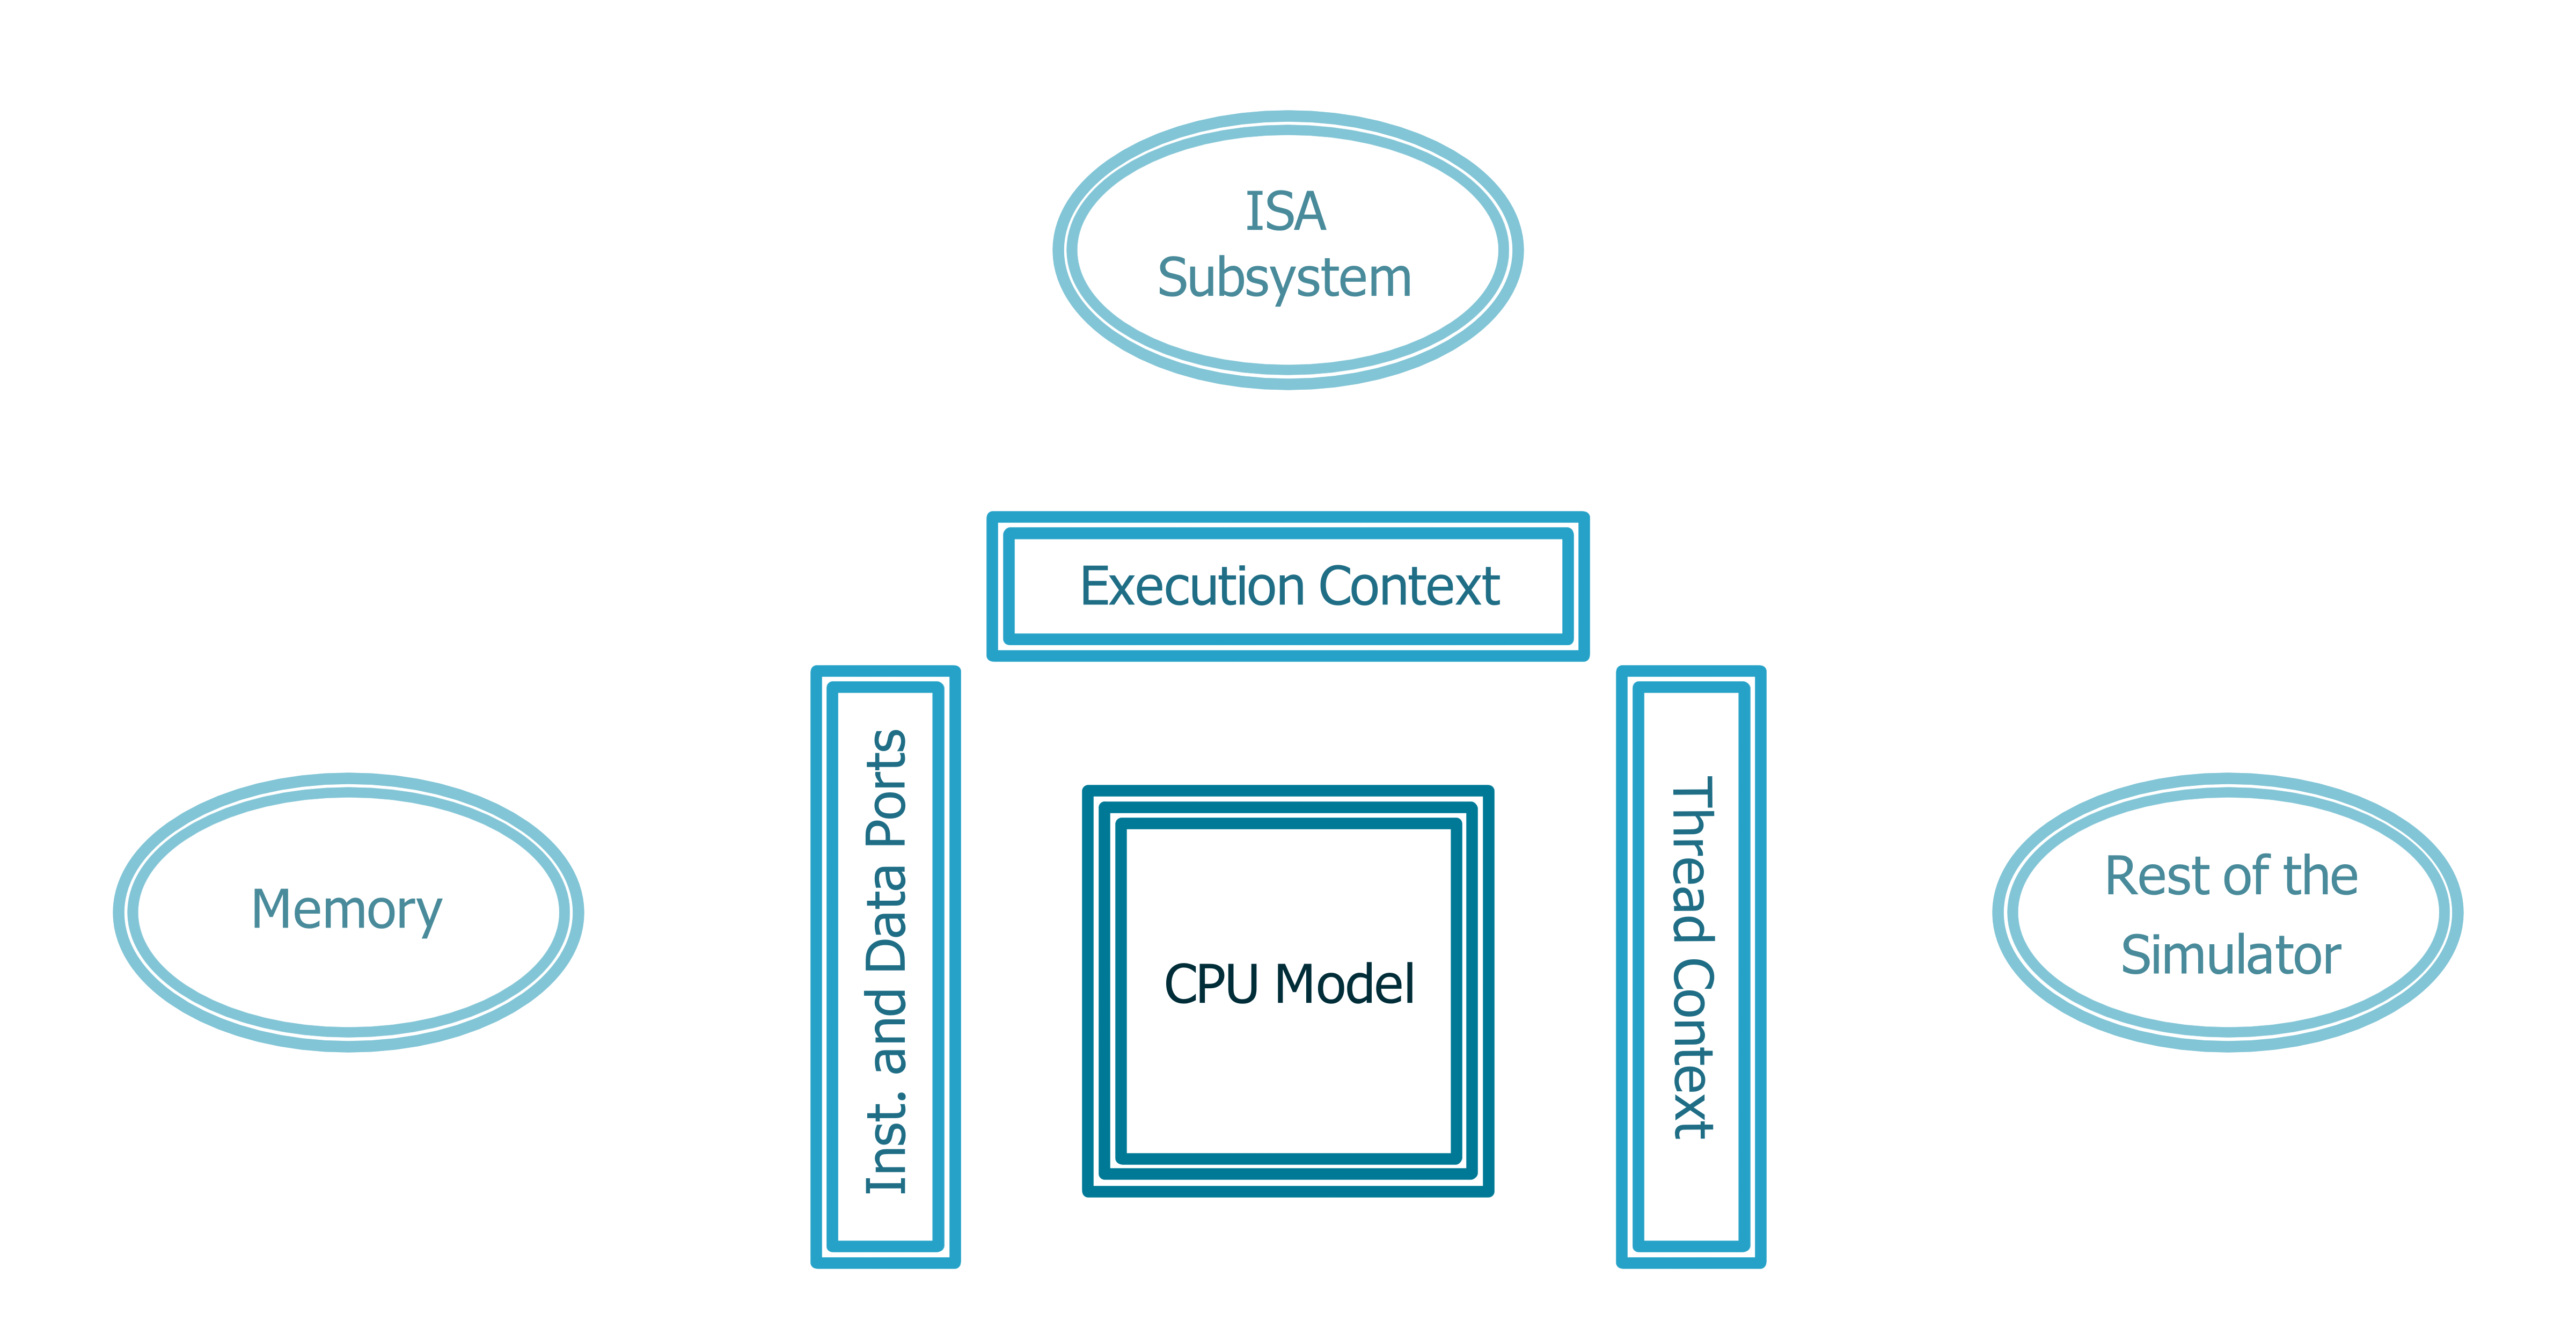 ISA
Subsystem
Execution Context
Inst. and Data Ports
Thread Context
Memory
CPU Model
Rest of the
Simulator